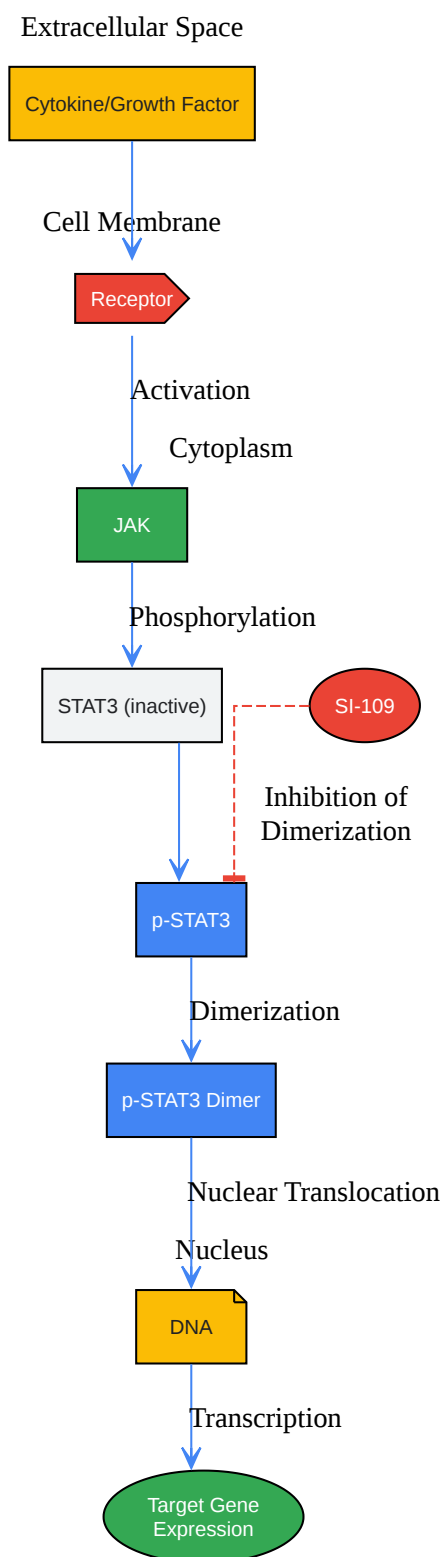 Extracellular Space
Cytokine/Growth Factor
Cell Membrane
Receptor
Activation
Cytoplasm
JAK
Phosphorylation
STAT3 (inactive)
SI-109
Inhibition of
Dimerization
p-STAT3
Dimerization
p-STAT3 Dimer
Nuclear Translocation
Nucleus
DNA
Transcription
Target Gene
Expression